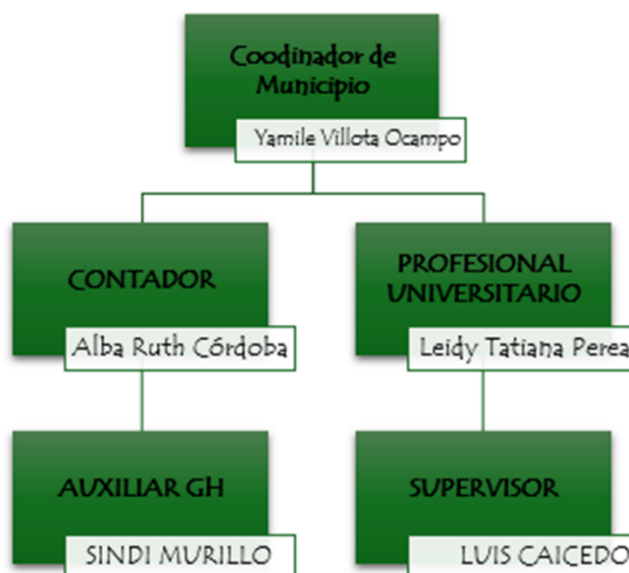 Coodinador de
Municipio
Yamile Villota Ocampo
CONTADOR
Alba Ruth Córdoba
PROFESIONAL
UNIVERSITARIO
Leidy Tatiana Perea
AUXILIAR GH
SINDI MURILLO
SUPERVISOR
LUIS CAICEDO